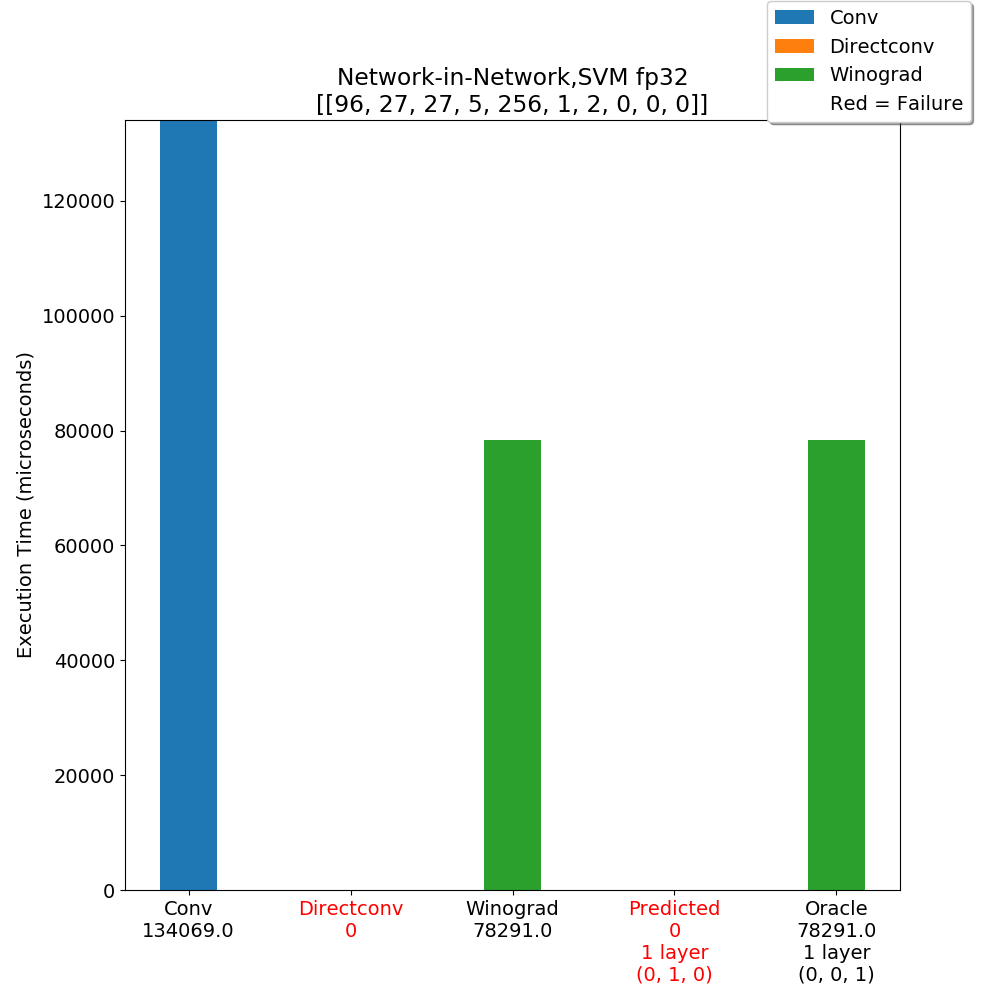 Conv
Directconv
Winograd
Red = Failure
Network-in-Network,SVM fp32
[[96, 27, 27, 5, 256, 1, 2, 0, 0, 0]]
Execution Time (microseconds)
120000
100000
80000
60000
40000
20000
0
Conv
134069.0
Directconv
0
Winograd
78291.0
Predicted
0
1 layer
(0, 1, 0)
Oracle
78291.0
1 layer
(0, 0, 1)